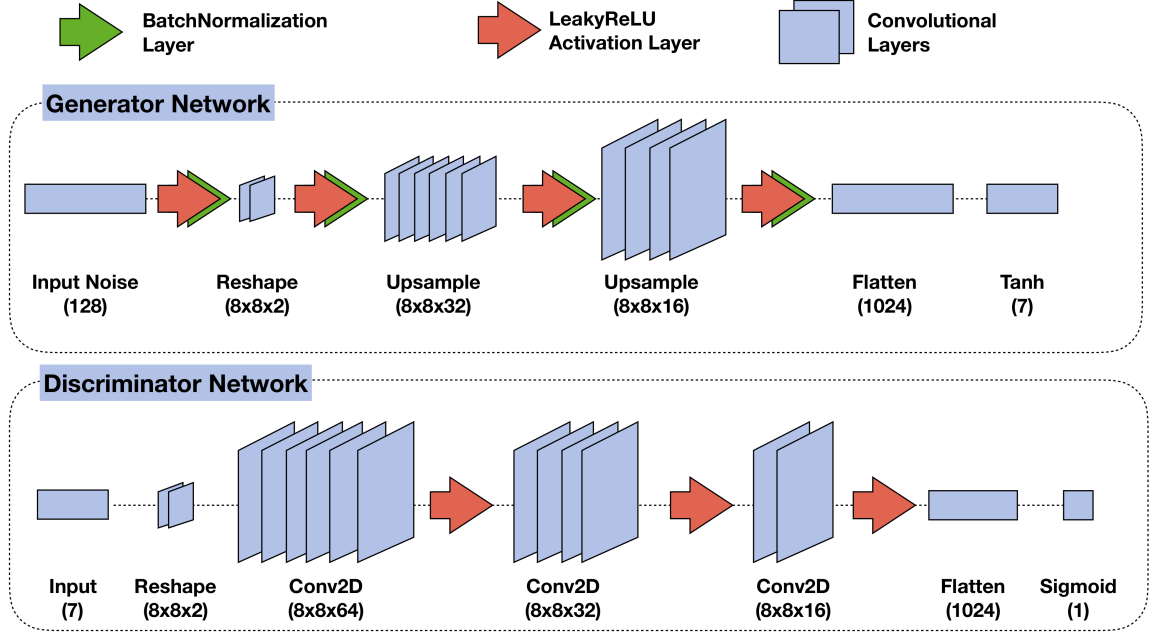 BatchNormalization
Layer
LeakyReLU
Activation Layer
Convolutional
Layers
Generator Network
Input Noise
(128)
Reshape
(8x8x2)
Upsample
(8x8x32)
Upsample
(8x8x16)
Flatten
(1024)
Tanh
(7)
Discriminator Network
Input
(7)
Reshape
(8x8x2)
Conv2D
(8x8x64)
Conv2D
(8x8x32)
Conv2D
(8x8x16)
Flatten
(1024)
Sigmoid
(1)